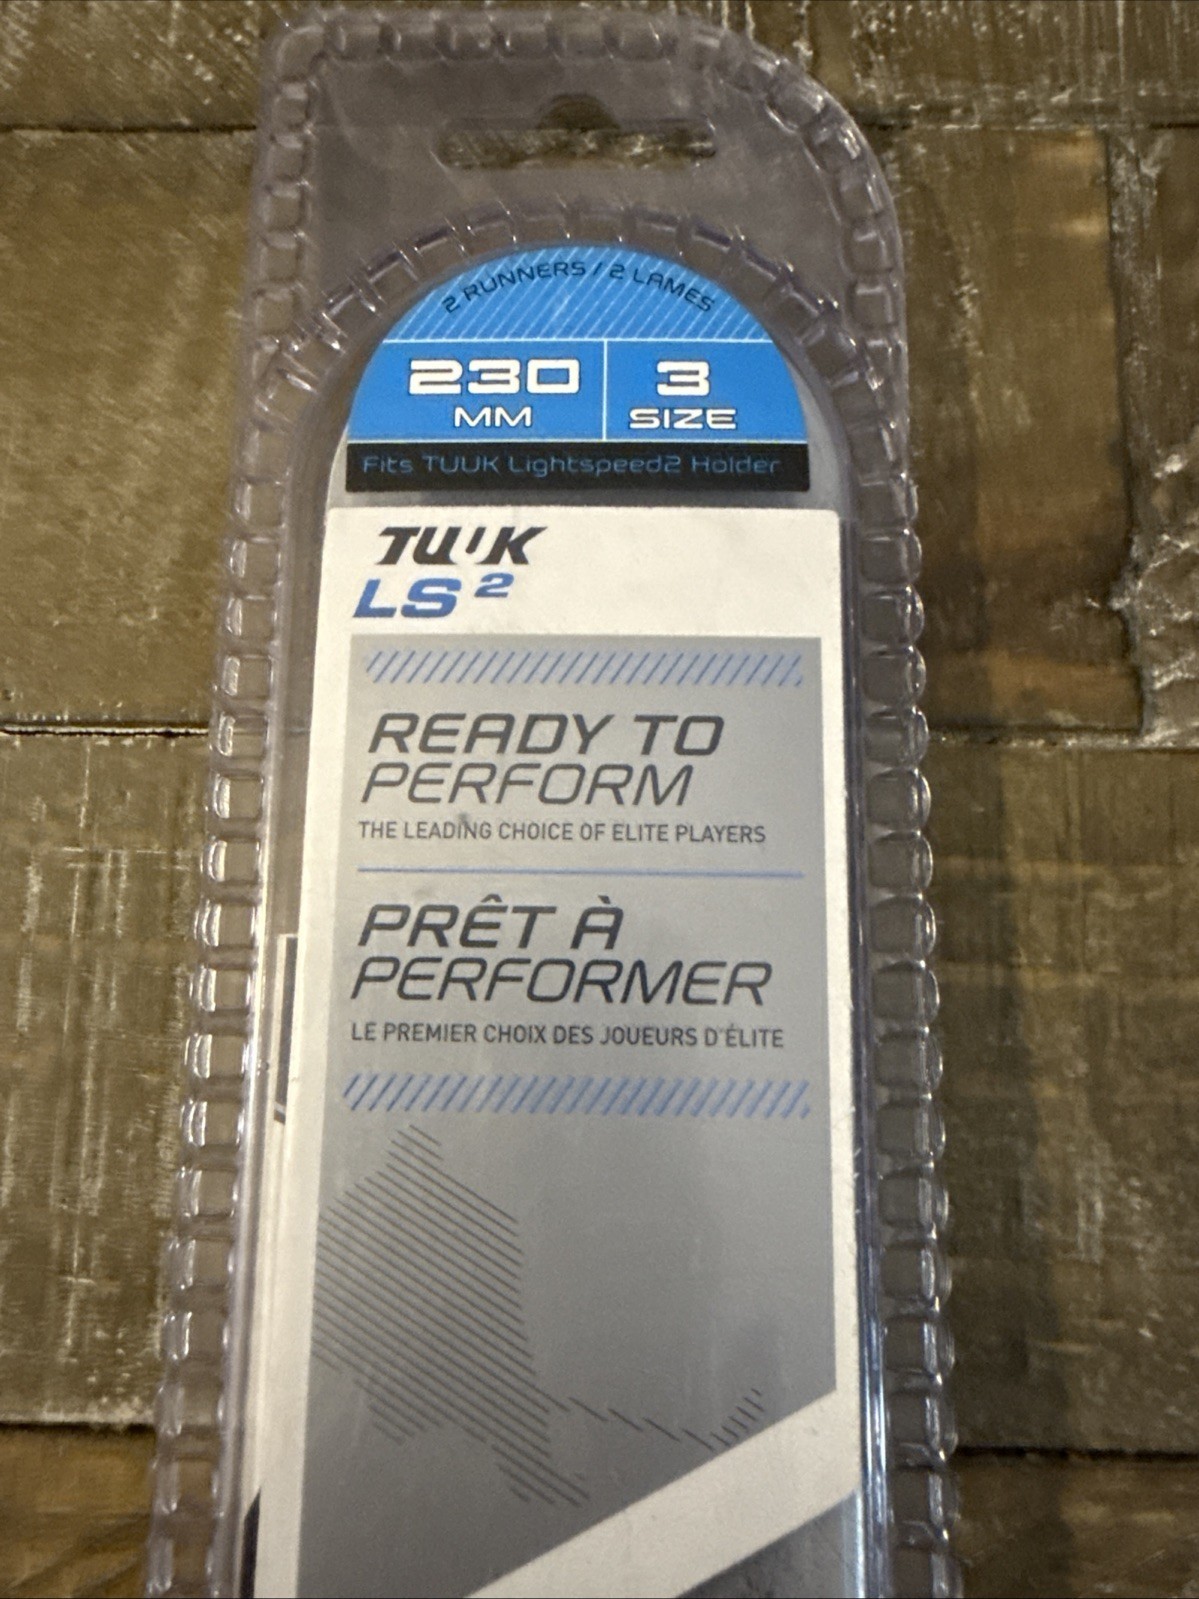 2 RUNNERS / 2 LAMES
230
MM
3
SIZE
Fits TUUK Lightspeed2 Holder
TUUK
LS²
READY TO
PERFORM
THE LEADING CHOICE OF ELITE PLAYERS
PRÊT À
PERFORMER
LE PREMIER CHOIX DES JOUEURS D'ÉLITE